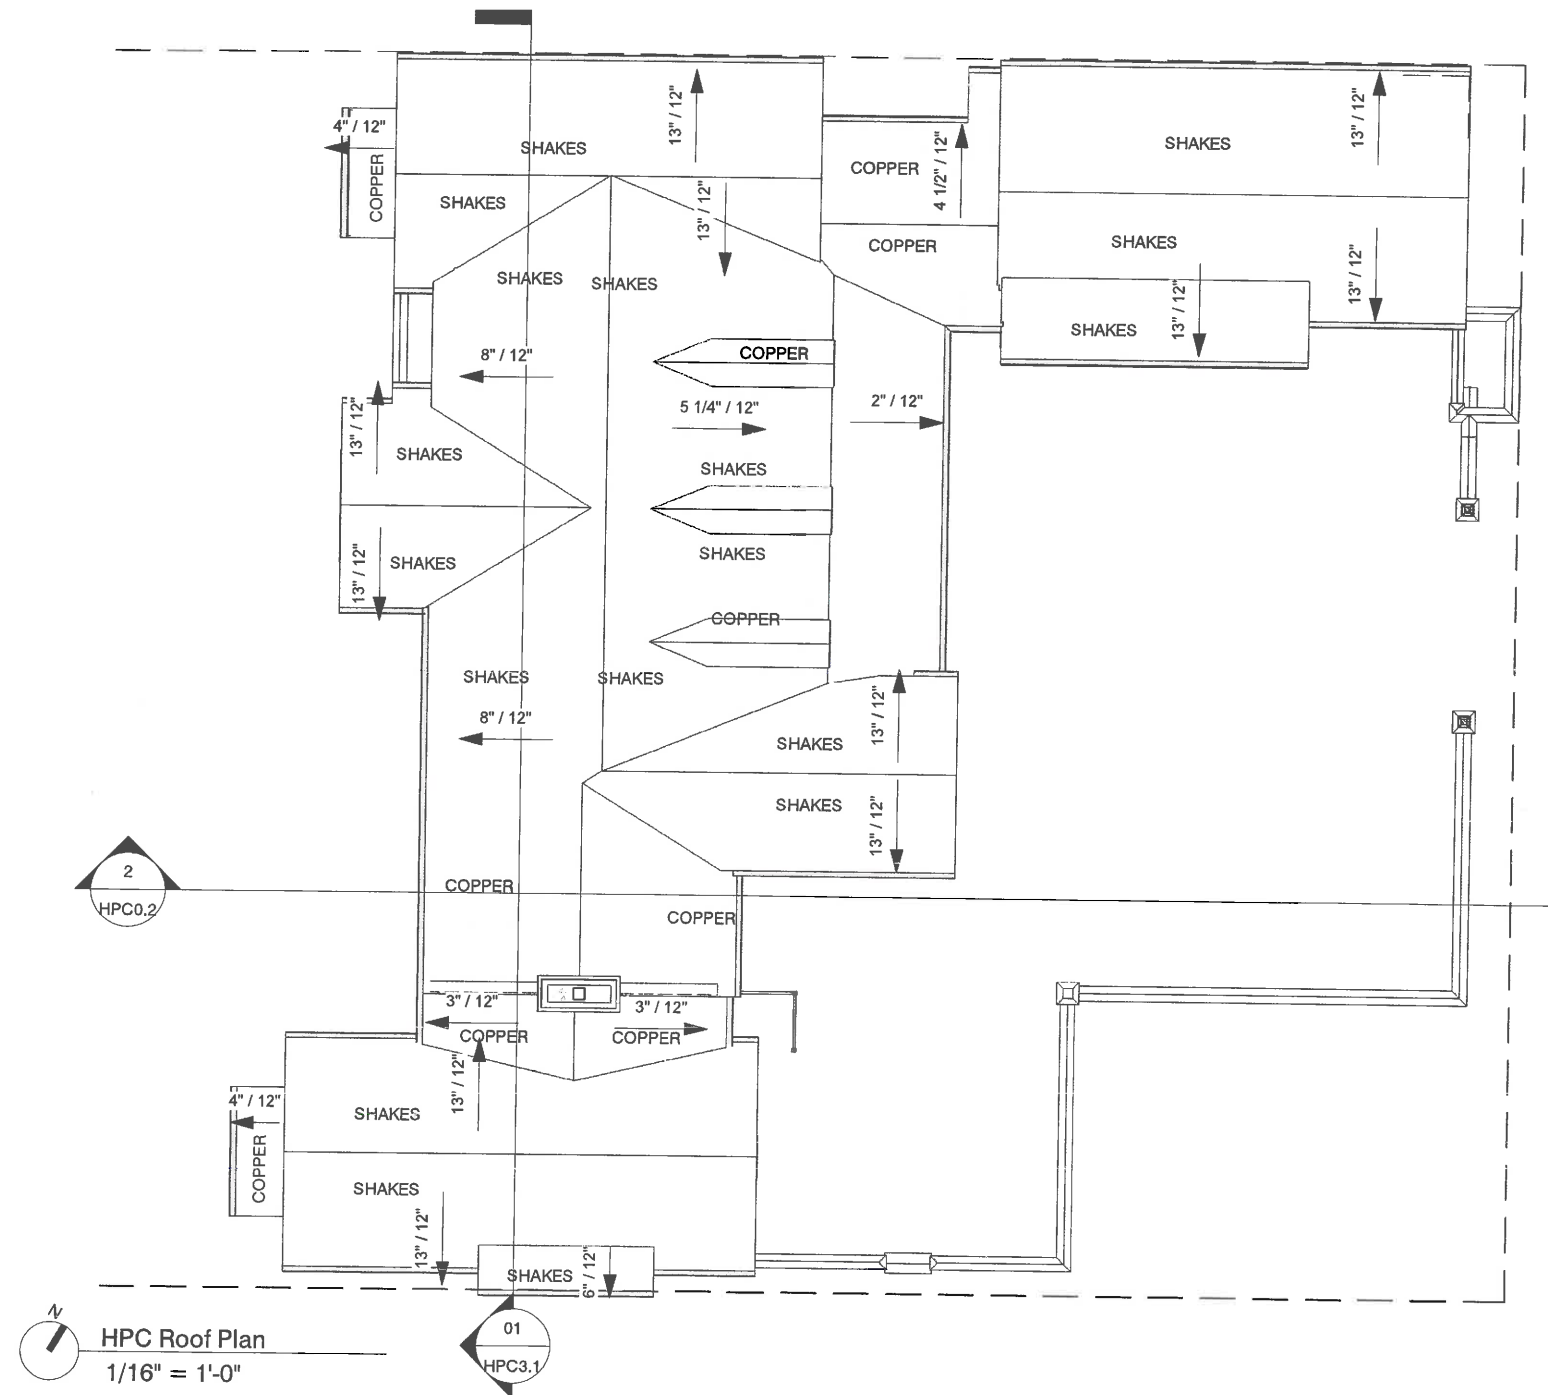 13" / 12"
13" / 12"
4" / 12"
SHAKES
COPPER
4 1/2" / 12"
SHAKES
COPPER
SHAKES
13" / 12"
COPPER
SHAKES
SHAKES
SHAKES
13" / 12"
13" / 12"
SHAKES
8" / 12"
COPPER
5 1/4" / 12"
2" / 12"
13" / 12"
SHAKES
SHAKES
SHAKES
13" / 12"
SHAKES
COPPER
SHAKES
SHAKES
8" / 12"
13" / 12"
SHAKES
SHAKES
13" / 12"
2
HPC0.2
COPPER
COPPER
3" / 12"
3" / 12"
COPPER
COPPER
13" / 12"
4" / 12"
SHAKES
COPPER
SHAKES
13" / 12"
SHAKES
6" / 12"
N
HPC Roof Plan
1/16" = 1'-0"
01
HPC3.1